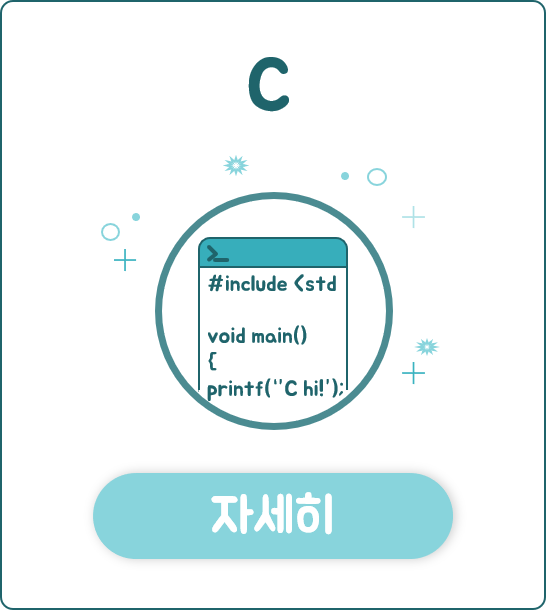 C
#include <std
void main()
{
printf(''C hi!');
자세히